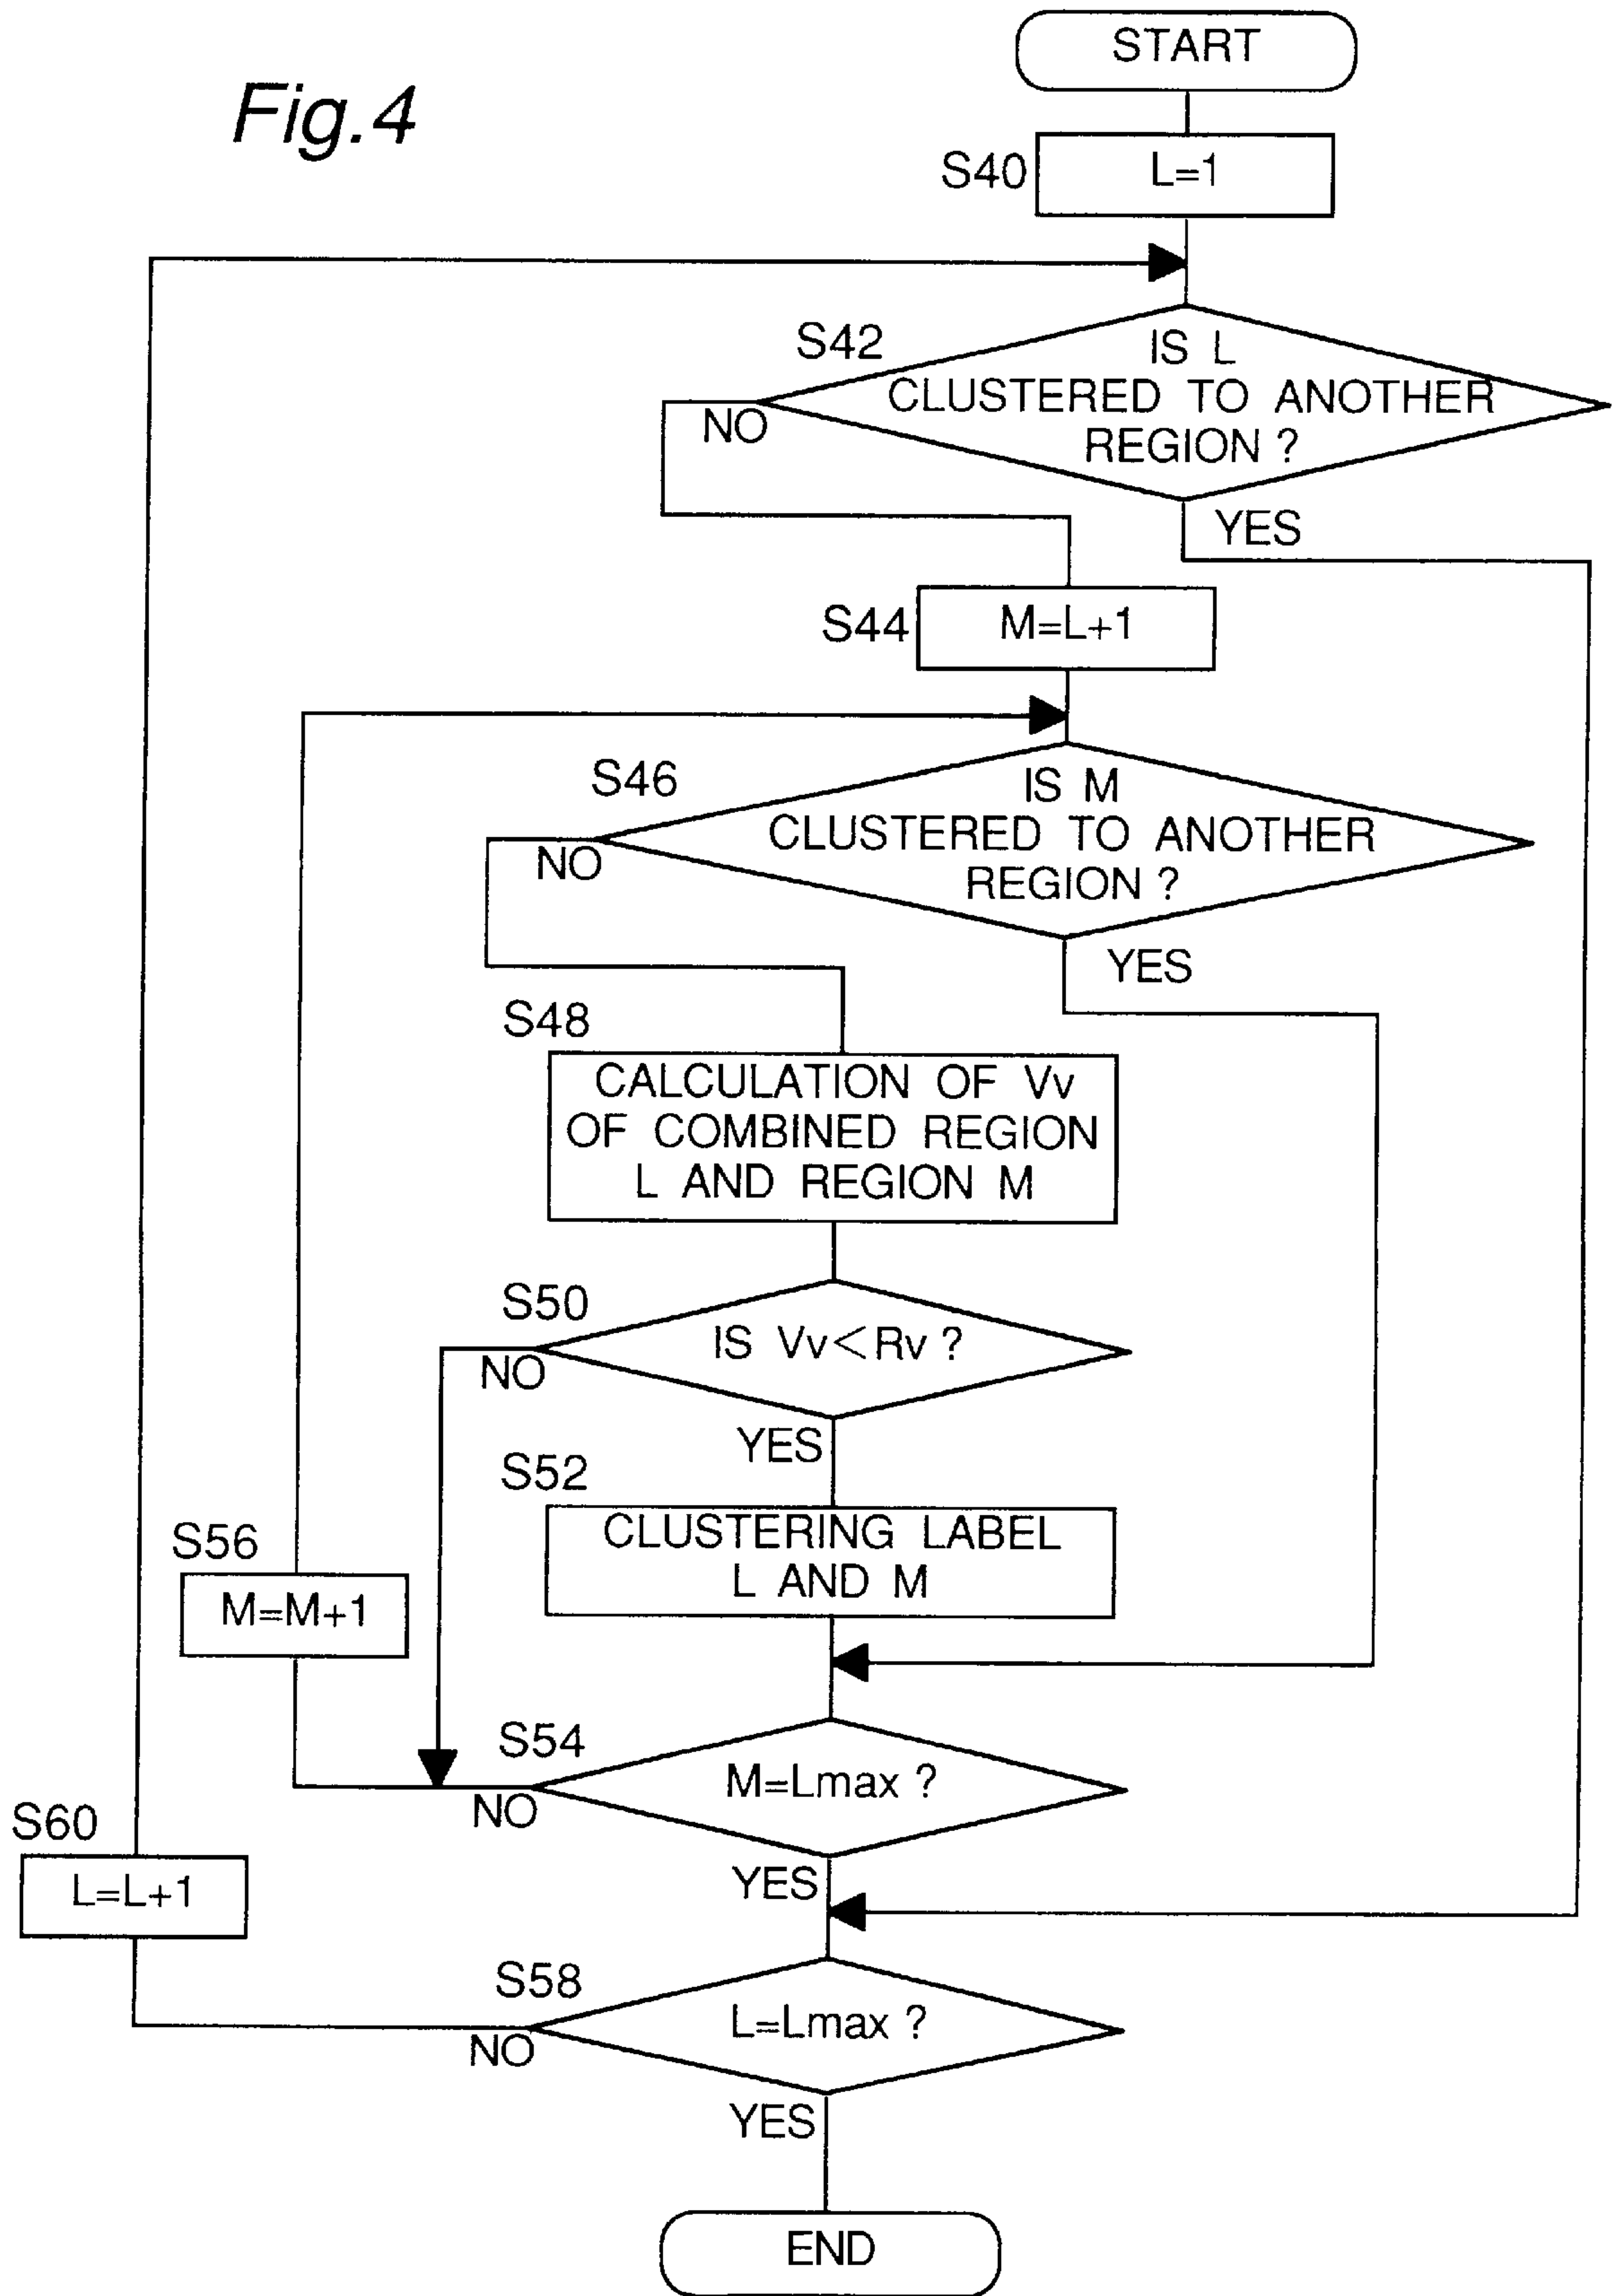 Fig.4
START
S40
L=1
S42
IS L
CLUSTERED TO ANOTHER
REGION ?
NO
YES
S44
M=L+1
S46
IS M
CLUSTERED TO ANOTHER
REGION ?
NO
YES
S48
CALCULATION OF Vv
OF COMBINED REGION
L AND REGION M
S50
IS Vv<Rv ?
NO
YES
S52
CLUSTERING LABEL
L AND M
S56
M=M+1
S54
M=Lmax ?
NO
YES
S60
L=L+1
S58
L=Lmax ?
NO
YES
END